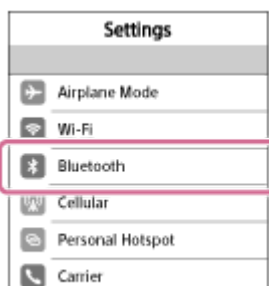 Settings
Airplane Mode
Wi-Fi
Bluetooth
Cellular
Personal Hotspot
Carrier